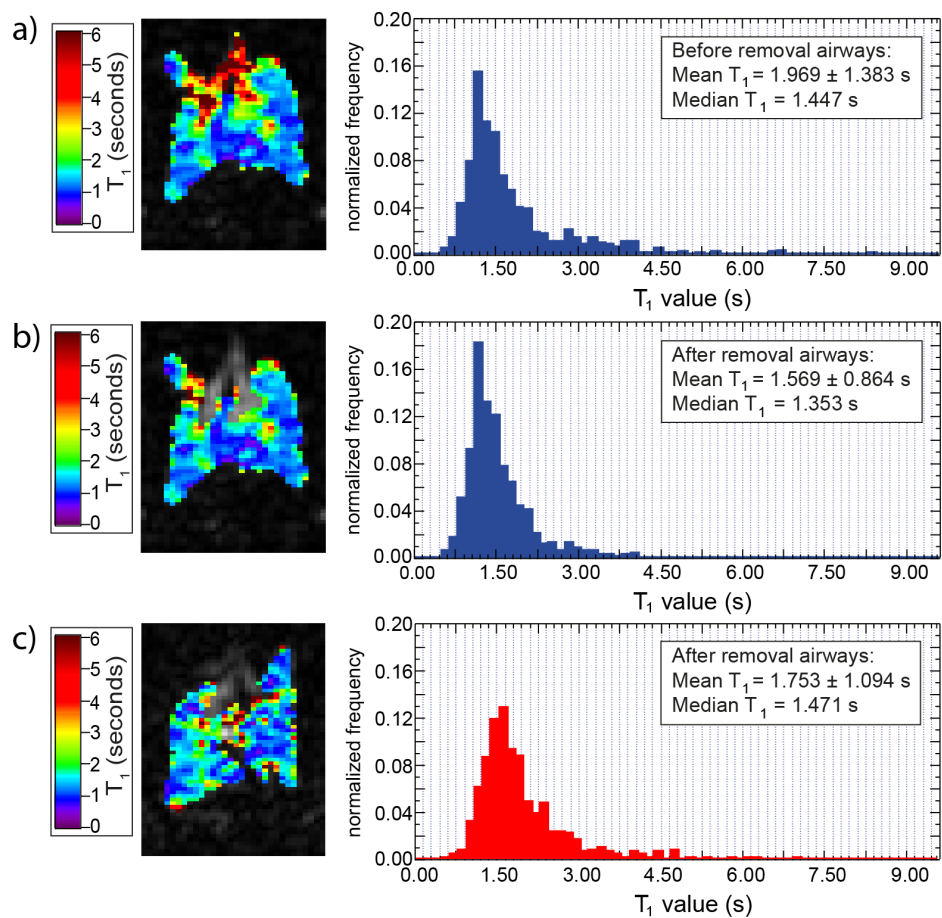 a)
6
5
4
3
2
1
0
T1 (seconds)
normalized frequency
0.20
0.16
0.12
0.08
0.04
0.00
Before removal airways:
Mean T1 = 1.969 ± 1.383 s
Median T1 = 1.447 s
0.00 1.50 3.00 4.50 6.00 7.50 9.00
T1 value (s)
b)
6
5
4
3
2
1
0
T1 (seconds)
normalized frequency
0.20
0.16
0.12
0.08
0.04
0.00
After removal airways:
Mean T1 = 1.569 ± 0.864 s
Median T1 = 1.353 s
0.00 1.50 3.00 4.50 6.00 7.50 9.00
T1 value (s)
c)
6
5
4
3
2
1
0
T1 (seconds)
normalized frequency
0.20
0.16
0.12
0.08
0.04
0.00
After removal airways:
Mean T1 = 1.753 ± 1.094 s
Median T1 = 1.471 s
0.00 1.50 3.00 4.50 6.00 7.50 9.00
T1 value (s)